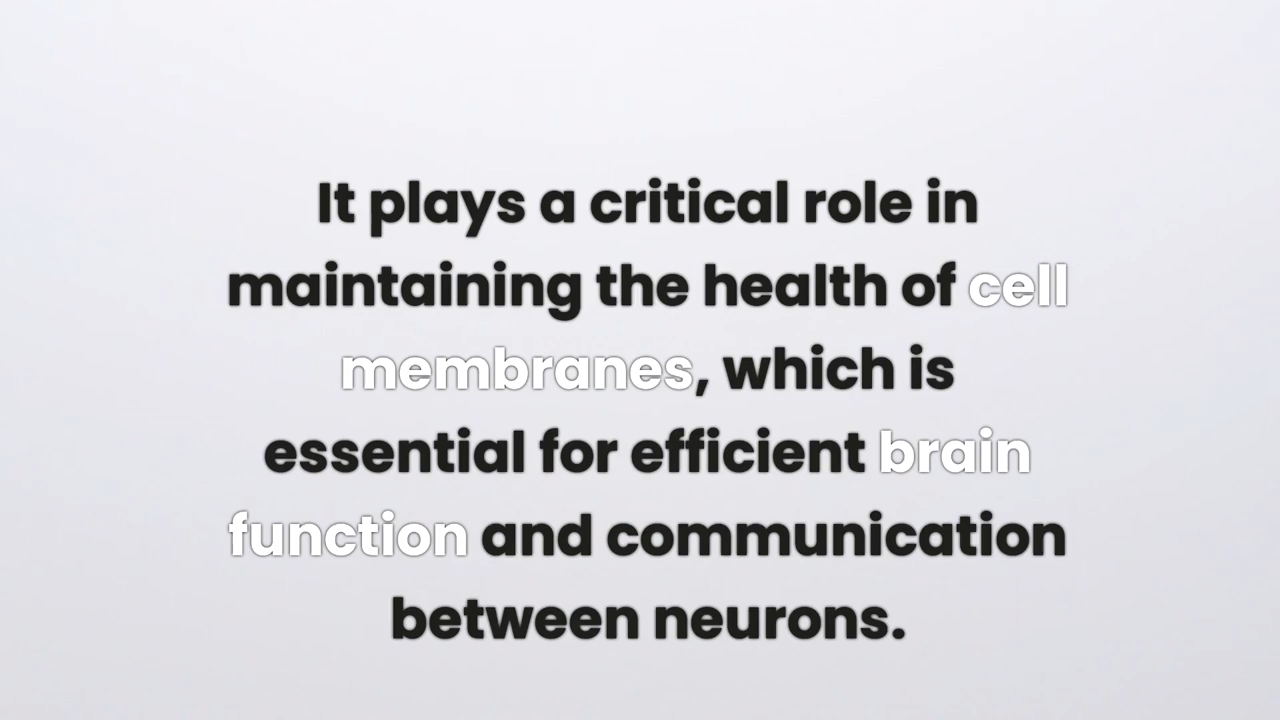 It plays a critical role in
maintaining the health of cell
membranes, which is
essential for efficient brain
function and communication
between neurons.